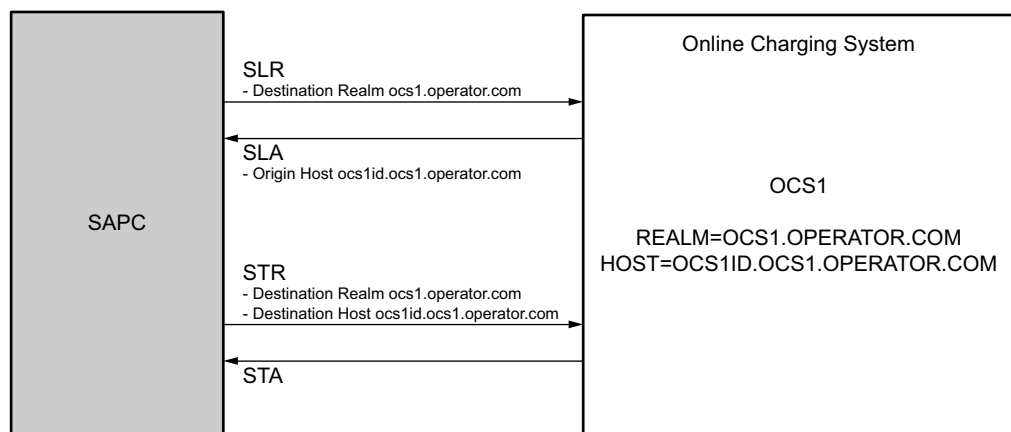 Online Charging System
SLR
- Destination Realm ocs1.operator.com
SLA
- Origin Host ocs1id.ocs1.operator.com
SAPC
OCS1
REALM=OCS1.OPERATOR.COM
HOST=OCS1ID.OCS1.OPERATOR.COM
STR
- Destination Realm ocs1.operator.com
- Destination Host ocs1id.ocs1.operator.com
STA